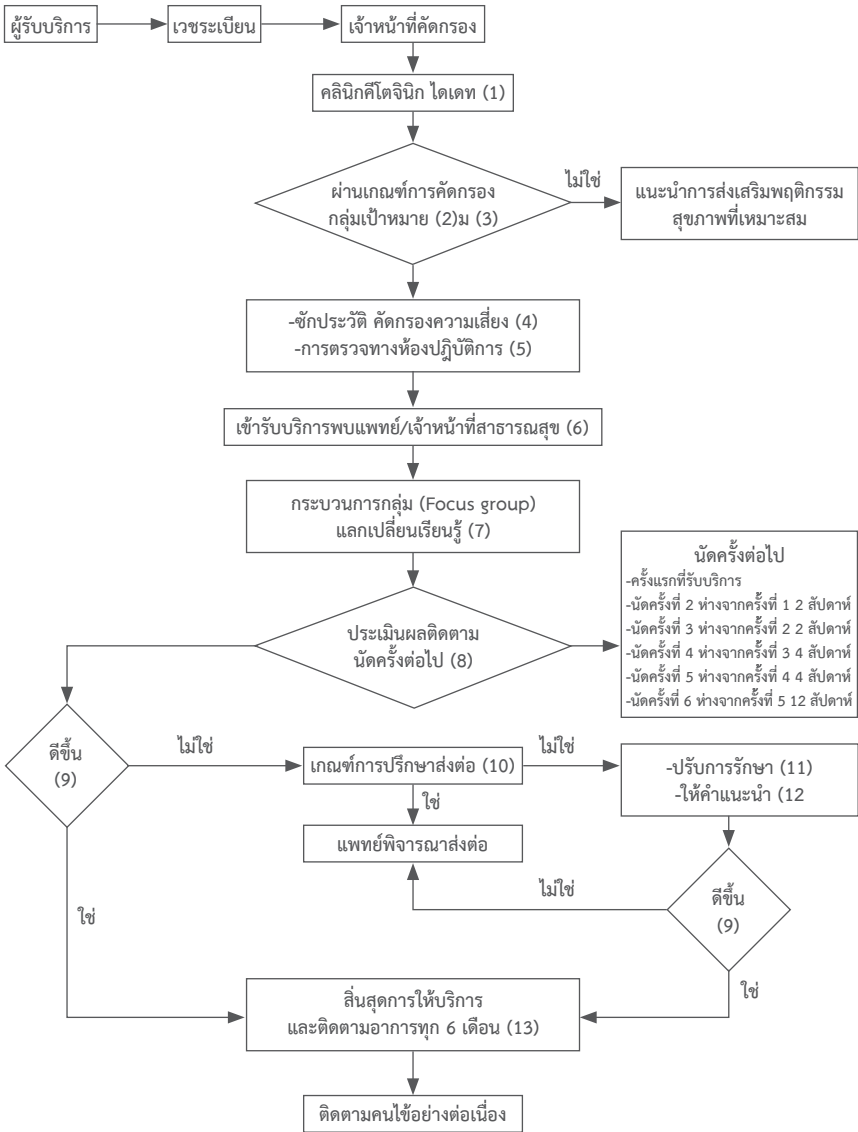 ผู้รับบริการ
เวชระเบียน
เจ้าหน้าที่คัดกรอง
คลินิกคีโตจินิก ไดเดท (1)
ผ่านเกณฑ์การคัดกรอง
กลุ่มเป้าหมาย (2)ม (3)
ไม่ใช่
แนะนำการส่งเสริมพฤติกรรม
สุขภาพที่เหมาะสม
-ซักประวัติ คัดกรองความเสี่ยง (4)
-การตรวจทางห้องปฎิบัติการ (5)
เข้ารับบริการพบแพทย์/เจ้าหน้าที่สาธารณสุข (6)
กระบวนการกลุ่ม (Focus group)
แลกเปลี่ยนเรียนรู้ (7)
ประเมินผลติดตาม
นัดครั้งต่อไป (8)
นัดครั้งต่อไป
-ครั้งแรกที่รับบริการ
-นัดครั้งที่ 2 ห่างจากครั้งที่ 1 2 สัปดาห์
-นัดครั้งที่ 3 ห่างจากครั้งที่ 2 2 สัปดาห์
-นัดครั้งที่ 4 ห่างจากครั้งที่ 3 4 สัปดาห์
-นัดครั้งที่ 5 ห่างจากครั้งที่ 4 4 สัปดาห์
-นัดครั้งที่ 6 ห่างจากครั้งที่ 5 12 สัปดาห์
ดีขึ้น
(9)
ไม่ใช่
เกณฑ์การปรึกษาส่งต่อ (10)
ไม่ใช่
-ปรับการรักษา (11)
-ให้คำแนะนำ (12
ใช่
แพทย์พิจารณาส่งต่อ
ไม่ใช่
ดีขึ้น
(9)
ใช่
ใช่
สิ่นสุดการให้บริการ
และติดตามอาการทุก 6 เดือน (13)
ติดตามคนไข้อย่างต่อเนื่อง